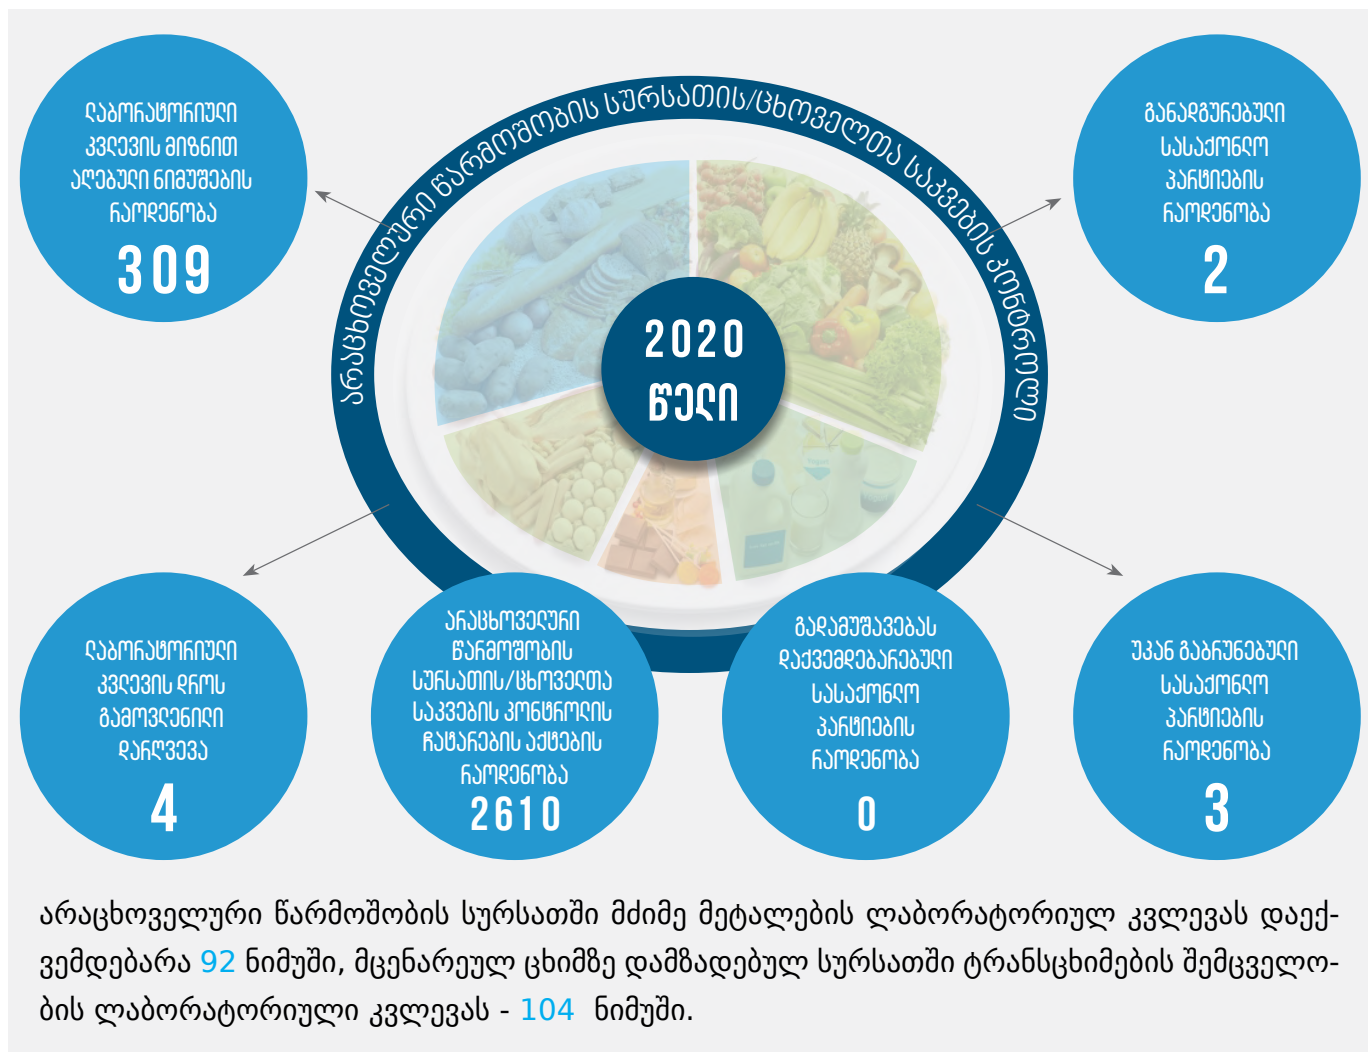 ლაბორატორიული
კვლევის მიზნით
აღებული ნიმუშების
რაოდენობა
309
არაცხოველური წარმოშობის სურსათის/ცხოველთა საკვების კონტროლი
განადგურებული
სასაქონლო
პარტიების
რაოდენობა
2
2020
წელი
ლაბორატორიული
კვლევის დროს
გამოვლენილი
დარღვევა
4
არაცხოველური
წარმოშობის
სურსათის/ცხოველთა
საკვების კონტროლის
ჩატარების აქტების
რაოდენობა
2610
გადამუშავებას
დაქვემდებარებული
სასაქონლო
პარტიების
რაოდენობა
0
უკან გაბრუნებული
სასაქონლო
პარტიების
რაოდენობა
3
არაცხოველური წარმოშობის სურსათში მძიმე მეტალების ლაბორატორიულ კვლევას დაექ-
ვემდებარა 92 ნიმუში, მცენარეულ ცხიმზე დამზადებულ სურსათში ტრანსცხიმების შემცველო-
ბის ლაბორატორიული კვლევას - 104 ნიმუში.